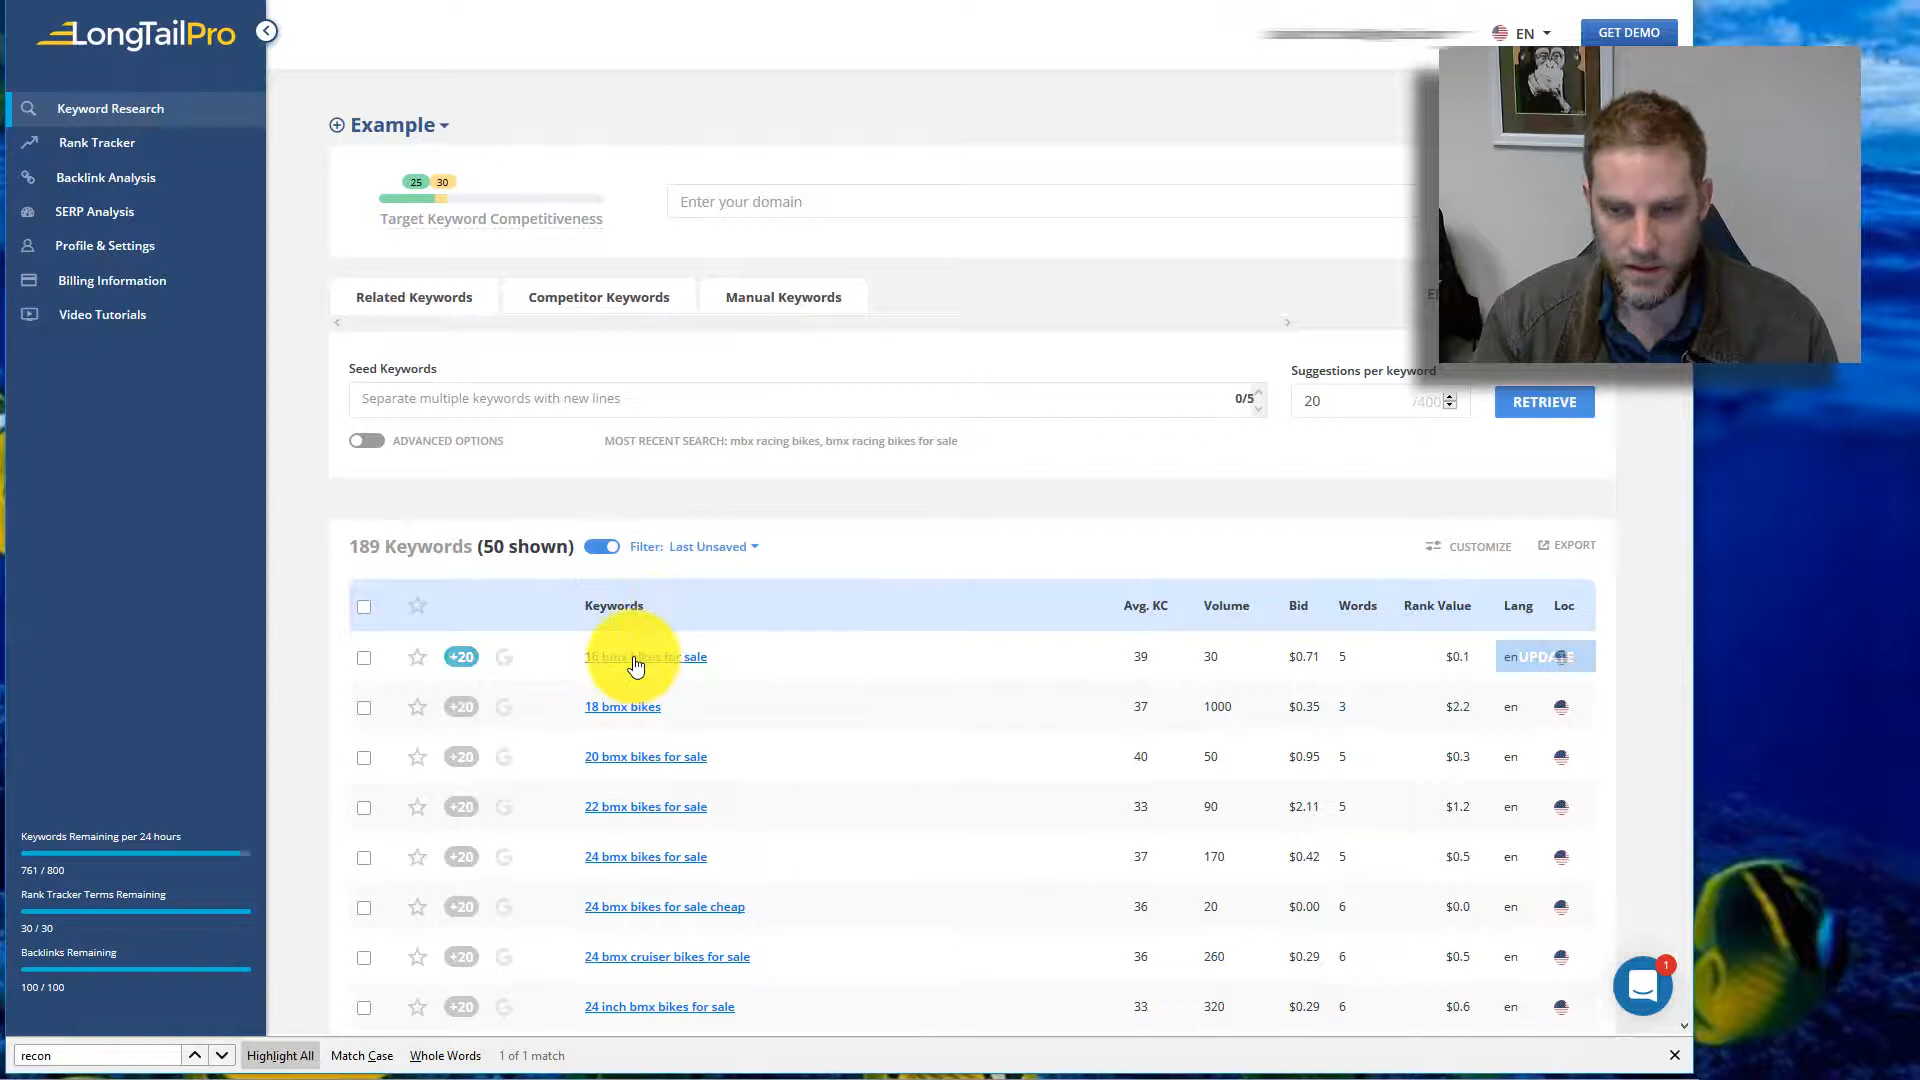 LongTailPro
EN
GET DEMO
Keyword Research
Rank Tracker
Backlink Analysis
SERP Analysis
Profile & Settings
Billing Information
Video Tutorials
Example
25 30
Target Keyword Competitiveness
Enter your domain
Related Keywords
Competitor Keywords
Manual Keywords
Seed Keywords
Separate multiple keywords with new lines
0/5
Suggestions per keyword
20 /400
RETRIEVE
ADVANCED OPTIONS
MOST RECENT SEARCH: mbx racing bikes, bmx racing bikes for sale
189 Keywords (50 shown)
Filter: Last Unsaved
CUSTOMIZE
EXPORT
Keywords Avg. KC Volume Bid Words Rank Value Lang Loc
+20 G 16 bmx bikes for sale 39 30 $0.71 5 $0.1 en UPDATE
+20 G 18 bmx bikes 37 1000 $0.35 3 $2.2 en
+20 G 20 bmx bikes for sale 40 50 $0.95 5 $0.3 en
+20 G 22 bmx bikes for sale 33 90 $2.11 5 $1.2 en
+20 G 24 bmx bikes for sale 37 170 $0.42 5 $0.5 en
+20 G 24 bmx bikes for sale cheap 36 20 $0.00 6 $0.0 en
+20 G 24 bmx cruiser bikes for sale 36 260 $0.29 6 $0.5 en
+20 G 24 inch bmx bikes for sale 33 320 $0.29 6 $0.6 en
Keywords Remaining per 24 hours
761 / 800
Rank Tracker Terms Remaining
30 / 30
Backlinks Remaining
100 / 100
1
recon
Highlight All
Match Case
Whole Words
1 of 1 match